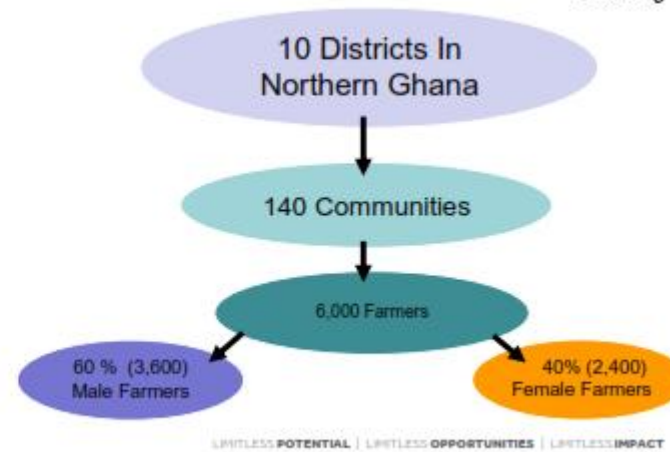 10 Districts In
Northern Ghana
140 Communities
6,000 Farmers
60 % (3,600)
Male Farmers
40% (2,400)
Female Farmers
LIMITLESS POTENTIAL | LIMITLESS OPPORTUNITIES | LIMITLESS IMPACT